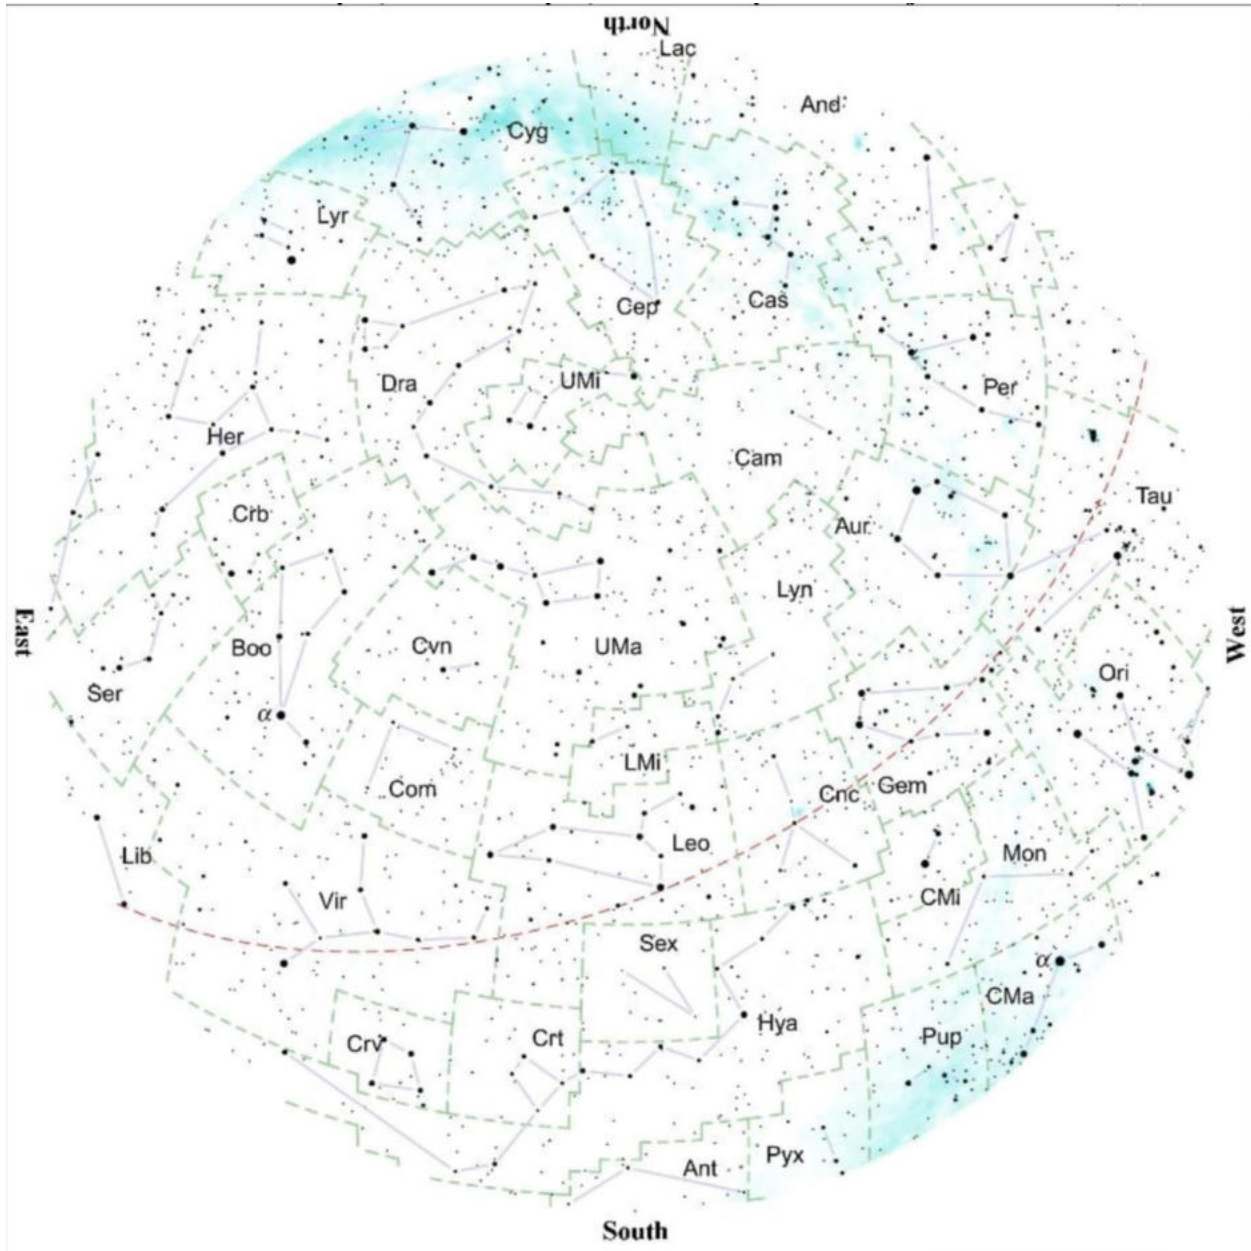 North
Lac
And
Cyg
Lyr
Cep
Cas
Dra
UMi
Per
Her
Cam
Tau
Crb
Aur
Lyn
East
West
Boo
Cvn
UMa
Ori
Ser
α
LMi
Com
Cnc
Gem
Leo
Lib
Mon
Vir
CMi
Sex
α
CMa
Hya
Pup
Crv
Crt
Pyx
Ant
South